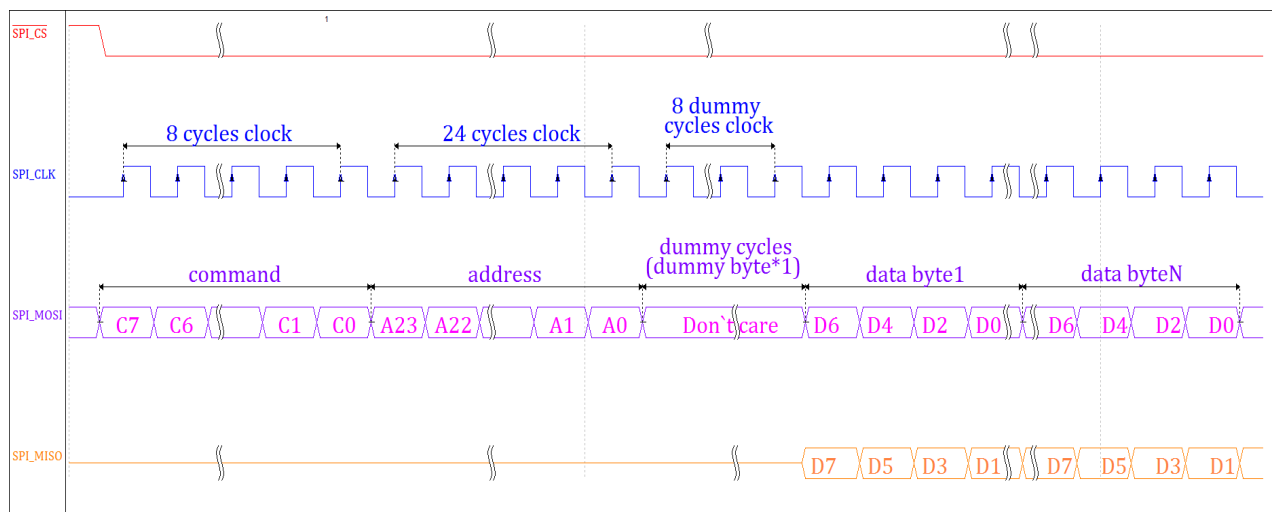 1
SPI_CS
8 dummy
cycles clock
8 cycles clock
24 cycles clock
SPI_CLK
dummy cycles
(dummy byte*1)
command
address
data byte1
data byteN
SPI_MOSI
C7 C6 C1 C0 A23 A22 A1 A0 Don`t care D6 D4 D2 D0 D6 D4 D2 D0
SPI_MISO
D7 D5 D3 D1 D7 D5 D3 D1